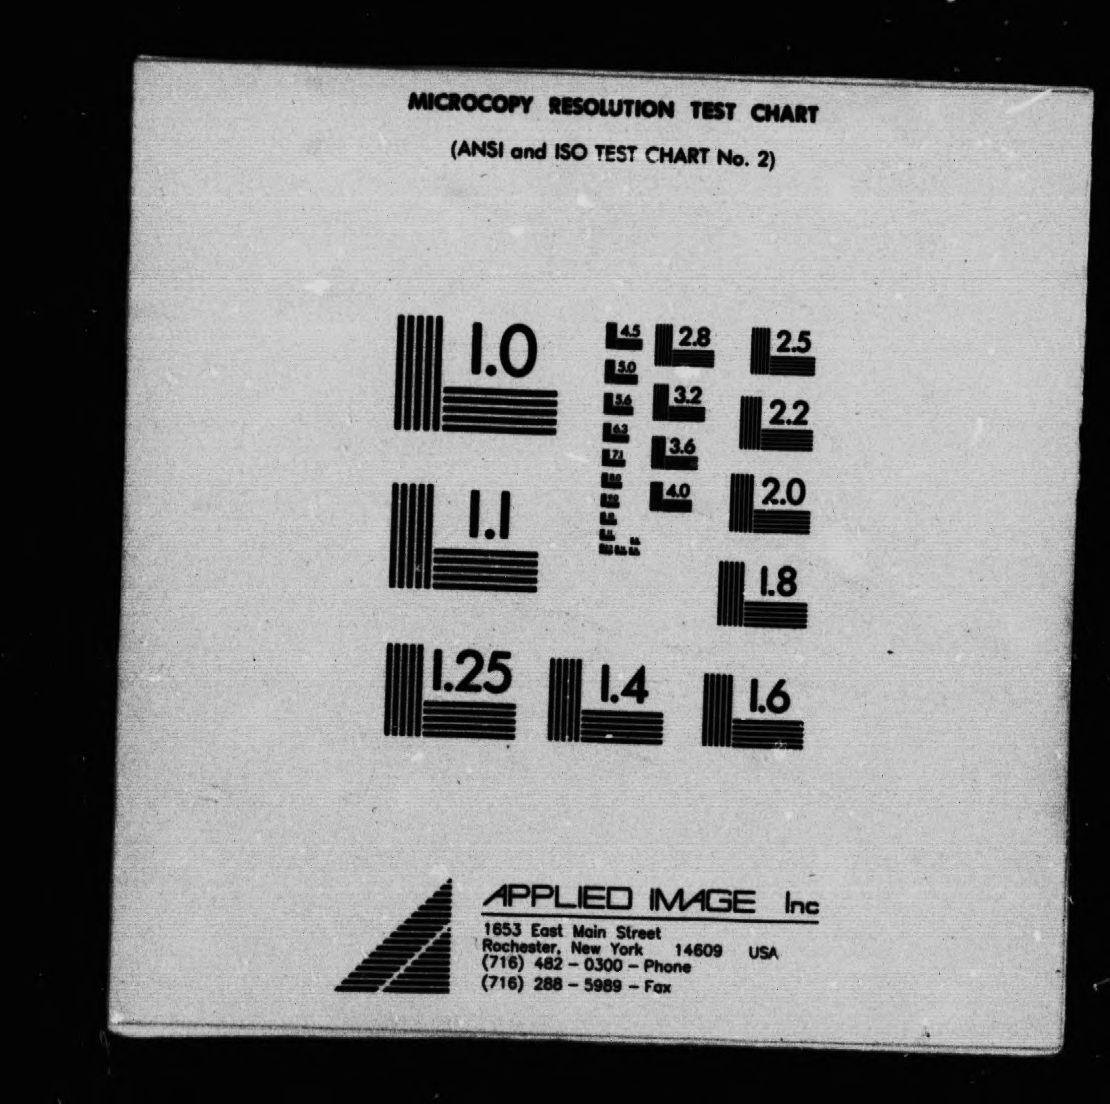 MICROCOPY RESOLUTION TEST CHART
(ANSI and ISO TEST CHART No. 2)
1.0
4.5
2.8
2.5
5.0
3.2
2.2
5.6
3.6
6.3
7.1
4.0
2.0
1.1
1.8
1.25
1.4
1.6
APPLIED IMAGE Inc
1653 East Main Street
Rochester, New York 14609 USA
(716) 482 - 0300 - Phone
(716) 288 - 5989 - Fax